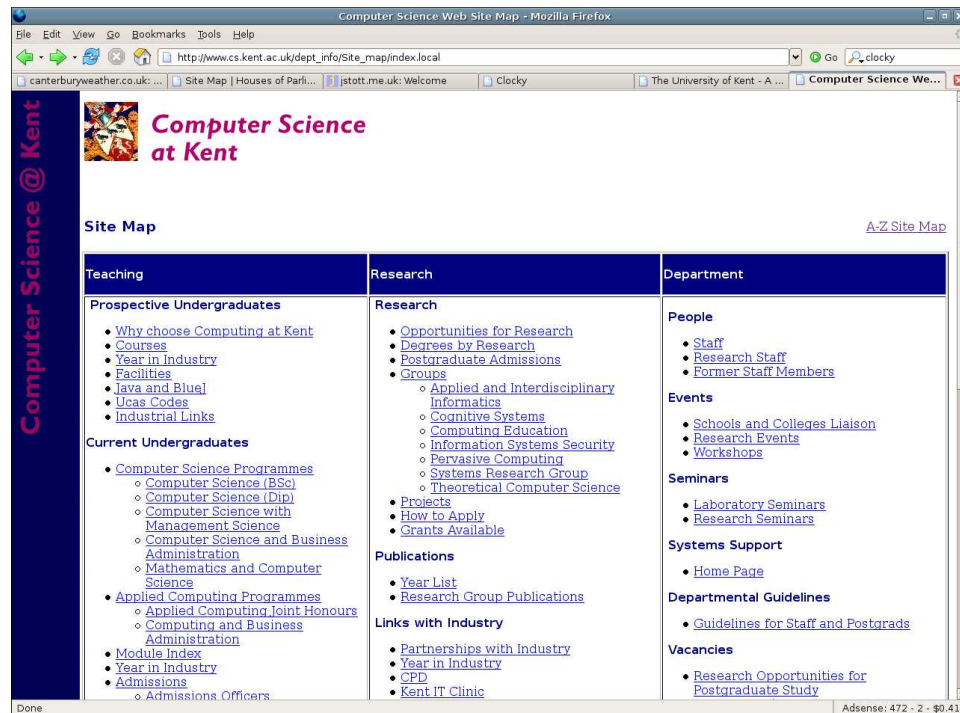 Computer Science Web Site Map - Mozilla Firefox
File Edit View Go Bookmarks Tools Help
http://www.cs.kent.ac.uk/dept_info/Site_map/index.local
Go
clocky
canterburyweather.co.uk: ...
Site Map | Houses of Parli...
jstott.me.uk: Welcome
Clocky
The University of Kent - A ...
Computer Science We...
Computer Science @ Kent
Computer Science
at Kent
Site Map
A-Z Site Map
Teaching
Prospective Undergraduates
Why choose Computing at Kent
Courses
Year in Industry
Facilities
Java and BlueJ
Ucas Codes
Industrial Links
Current Undergraduates
Computer Science Programmes
Computer Science (BSc)
Computer Science (Dip)
Computer Science with
Management Science
Computer Science and Business
Administration
Mathematics and Computer
Science
Applied Computing Programmes
Applied Computing Joint Honours
Computing and Business
Administration
Module Index
Year in Industry
Admissions
Admissions Officers
Research
Research
Opportunities for Research
Degrees by Research
Postgraduate Admissions
Groups
Applied and Interdisciplinary
Informatics
Cognitive Systems
Computing Education
Information Systems Security
Pervasive Computing
Systems Research Group
Theoretical Computer Science
Projects
How to Apply
Grants Available
Publications
Year List
Research Group Publications
Links with Industry
Partnerships with Industry
Year in Industry
CPD
Kent IT Clinic
Department
People
Staff
Research Staff
Former Staff Members
Events
Schools and Colleges Liaison
Research Events
Workshops
Seminars
Laboratory Seminars
Research Seminars
Systems Support
Home Page
Departmental Guidelines
Guidelines for Staff and Postgrads
Vacancies
Research Opportunities for
Postgraduate Study
Done
Adsense: 472 - 2 - $0.41